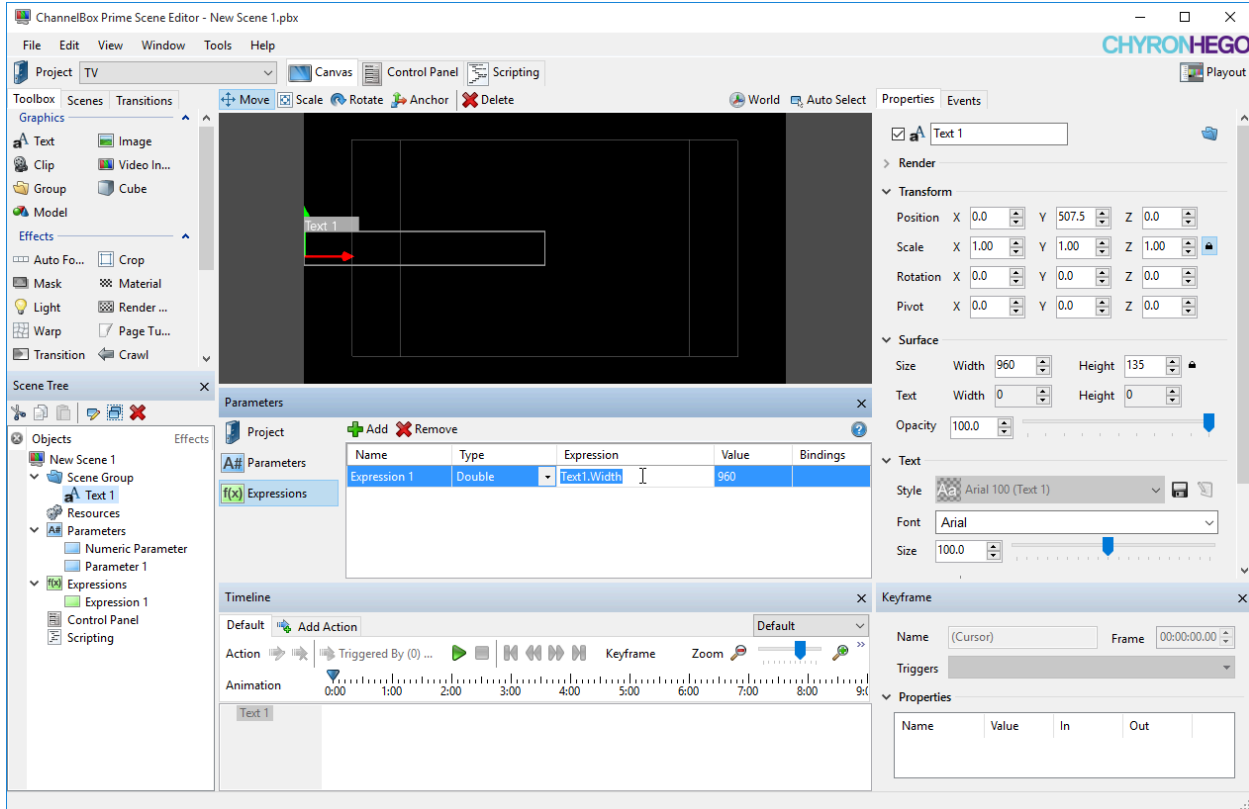 ChannelBox Prime Scene Editor - New Scene 1.pbx
File Edit View Window Tools Help
CHYRONHEGO
Project TV Canvas Control Panel Scripting Playout
Toolbox Scenes Transitions
Move Scale Rotate Anchor Delete World Auto Select
Properties Events
Graphics
Text Image
Clip Video In...
Group Cube
Model
Effects
Auto Fo... Crop
Mask Material
Light Render ...
Warp Page Tu...
Transition Crawl
Text 1
Text 1
Render
Transform
Position X 0.0 Y 507.5 Z 0.0
Scale X 1.00 Y 1.00 Z 1.00
Rotation X 0.0 Y 0.0 Z 0.0
Pivot X 0.0 Y 0.0 Z 0.0
Surface
Size Width 960 Height 135
Text Width 0 Height 0
Opacity 100.0
Text
Style Aa Arial 100 (Text 1)
Font Arial
Size 100.0
Scene Tree
Objects Effects
New Scene 1
Scene Group
Text 1
Resources
Parameters
Numeric Parameter
Parameter 1
Expressions
Expression 1
Control Panel
Scripting
Parameters
Project
A# Parameters
f(x) Expressions
Add Remove
Name Type Expression Value Bindings
Expression 1 Double Text1.Width 960
Timeline
Default Add Action Default
Action Triggered By (0) ... Keyframe Zoom
Animation 0:00 1:00 2:00 3:00 4:00 5:00 6:00 7:00 8:00
Text 1
Keyframe
Name (Cursor) Frame 00:00:00.00
Triggers
Properties
Name Value In Out